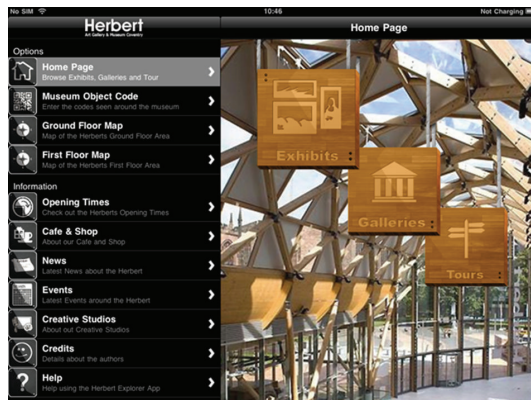 No SIM
10:46
Not Charging
Herbert
Art Gallery & Museum Coventry
Home Page
Options
Home Page
Browse Exhibits, Galleries and Tour
Museum Object Code
Enter the codes seen around the museum
Ground Floor Map
Map of the Herberts Ground Floor Area
First Floor Map
Map of the Herberts First Floor Area
Information
Opening Times
Check out the Herberts Opening Times
Cafe & Shop
About our Cafe and Shop
News
Latest News about the Herbert
Events
Latest Events around the Herbert
Creative Studios
About out Creative Studios
Credits
Details about the authors
Help
Help using the Herbert Explorer App
Exhibits
Galleries
Tours